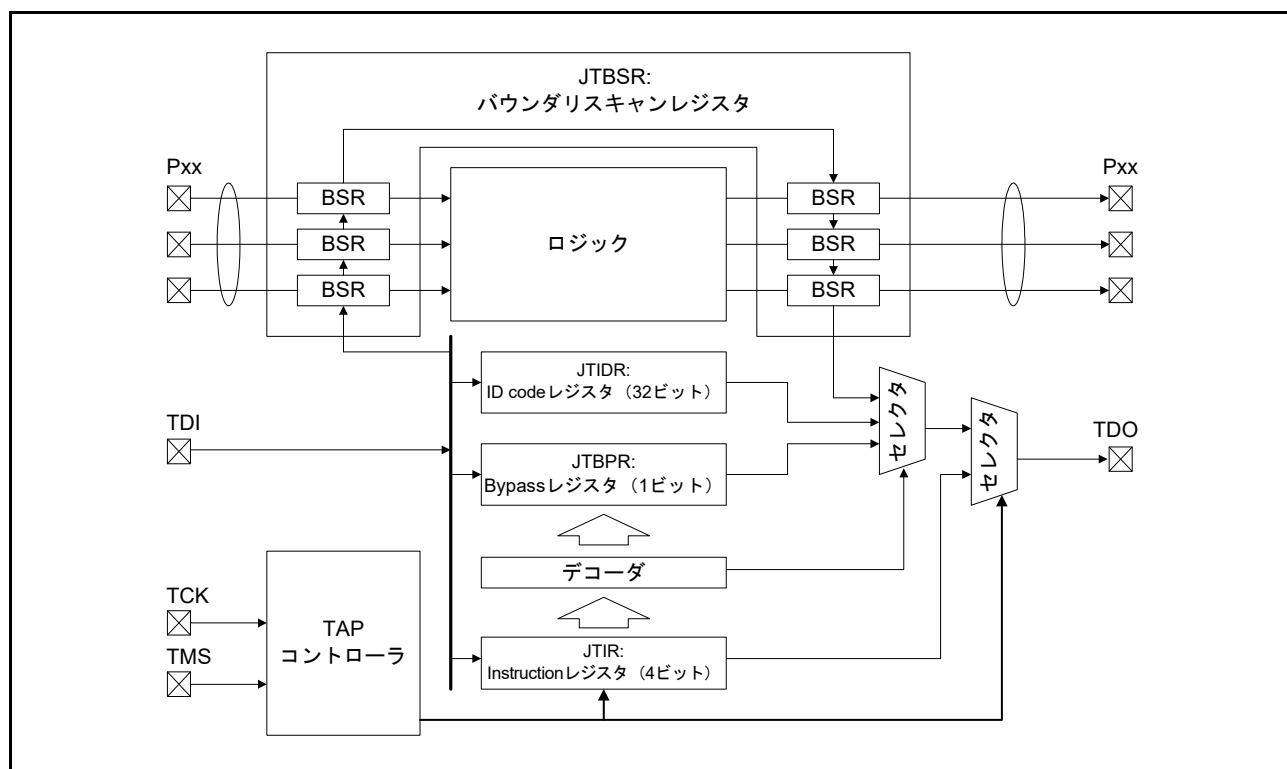 JTBSR:
バウンダリスキャンレジスタ
Pxx
Pxx
BSR
BSR
BSR
ロジック
BSR
BSR
BSR
JTIDR:
ID codeレジスタ（32ビット）
TDI
JTBPR:
Bypassレジスタ（1ビット）
セレクタ
セレクタ
TDO
デコーダ
TCK
TMS
TAP
コントローラ
JTIR:
Instructionレジスタ（4ビット）